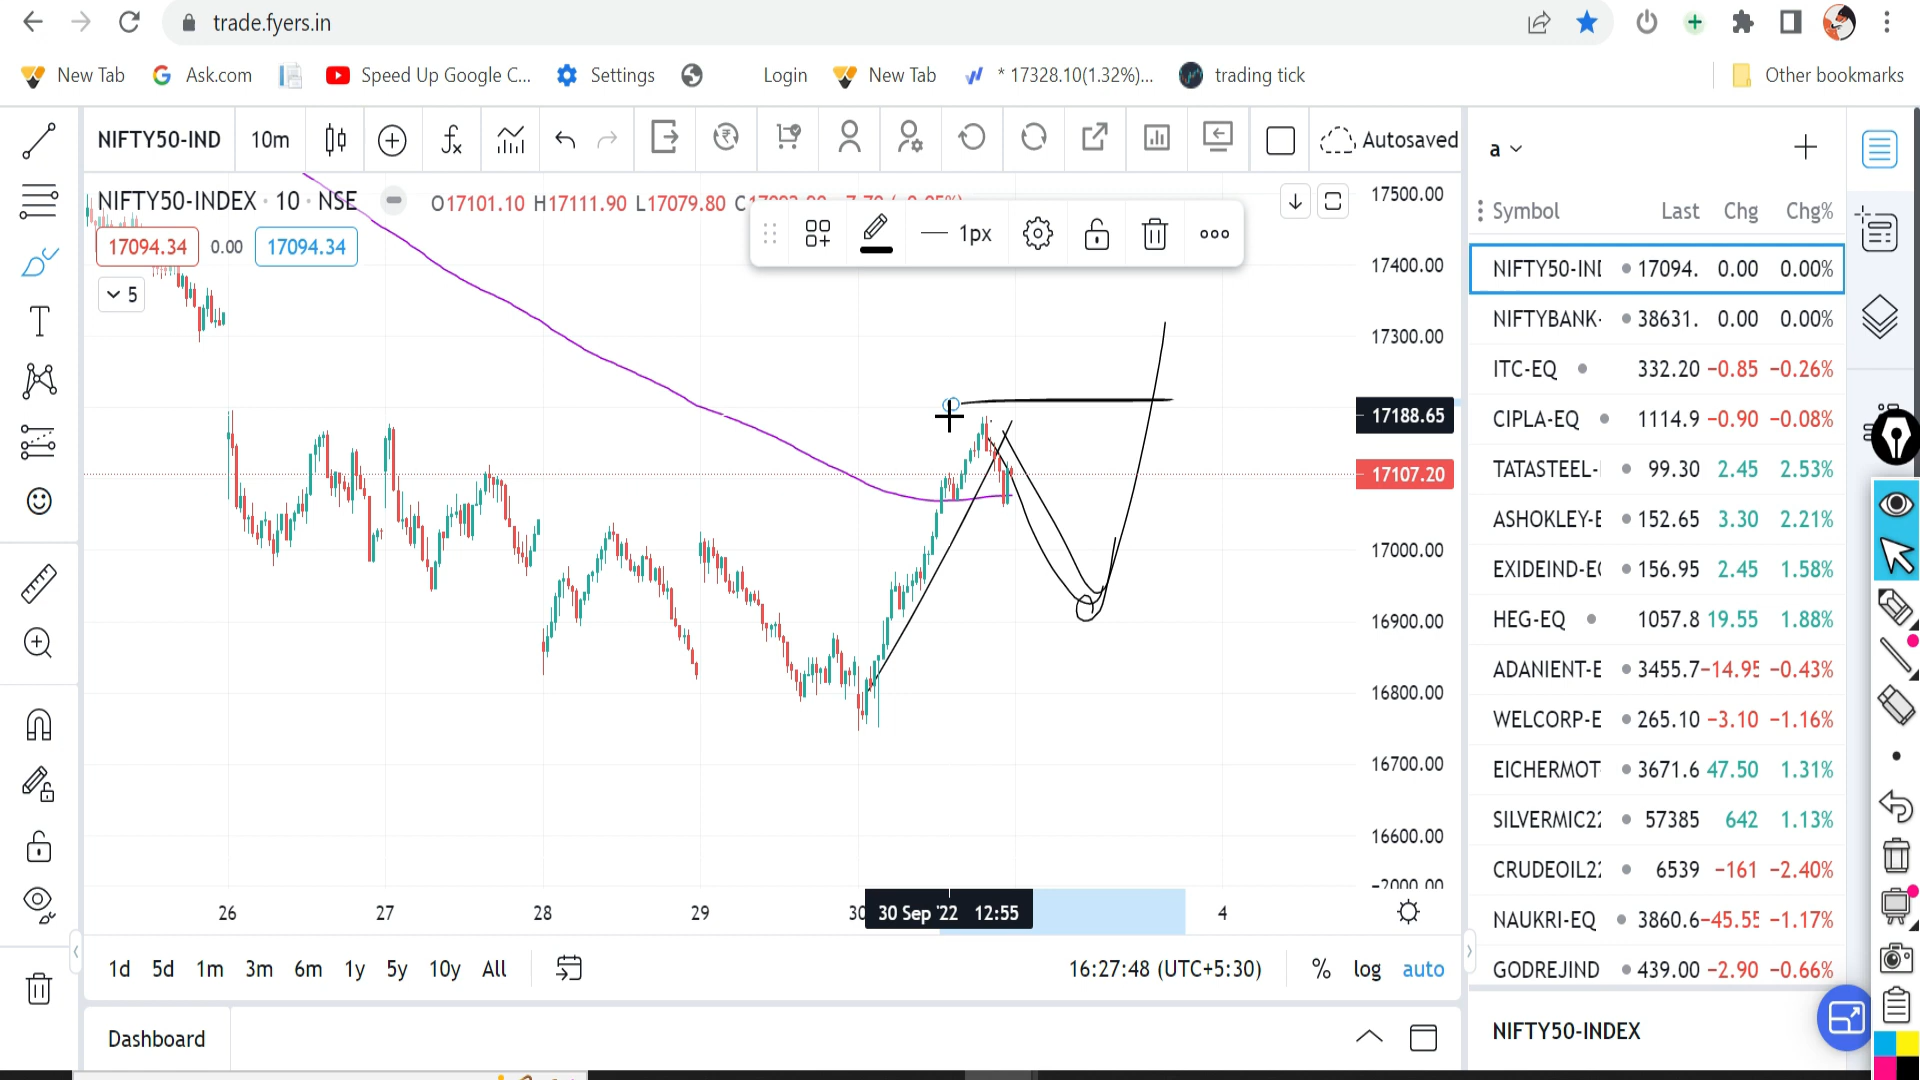 trade.fyers.in
New Tab Ask.com Speed Up Google C... Settings Login New Tab * 17328.10(1.32%)... trading tick Other bookmarks
NIFTY50-IND 10m Autosaved a
NIFTY50-INDEX · 10 · NSE O17101.10 H17111.90 L17079.80
17094.34 0.00 17094.34
5
1px
17500.00
17400.00
17300.00
17188.65
17107.20
17000.00
16900.00
16800.00
16700.00
16600.00
26 27 28 29 30 Sep '22 12:55 4
1d 5d 1m 3m 6m 1y 5y 10y All 16:27:48 (UTC+5:30) % log auto
Dashboard
Symbol Last Chg Chg%
NIFTY50-INI 17094. 0.00 0.00%
NIFTYBANK- 38631. 0.00 0.00%
ITC-EQ 332.20 −0.85 −0.26%
CIPLA-EQ 1114.9 −0.90 −0.08%
TATASTEEL- 99.30 2.45 2.53%
ASHOKLEY-E 152.65 3.30 2.21%
EXIDEIND-E 156.95 2.45 1.58%
HEG-EQ 1057.8 19.55 1.88%
ADANIENT-E 3455.7 −14.95 −0.43%
WELCORP-E 265.10 −3.10 −1.16%
EICHERMOT 3671.6 47.50 1.31%
SILVERMIC22 57385 642 1.13%
CRUDEOIL22 6539 −161 −2.40%
NAUKRI-EQ 3860.6 −45.55 −1.17%
GODREJIND 439.00 −2.90 −0.66%
NIFTY50-INDEX